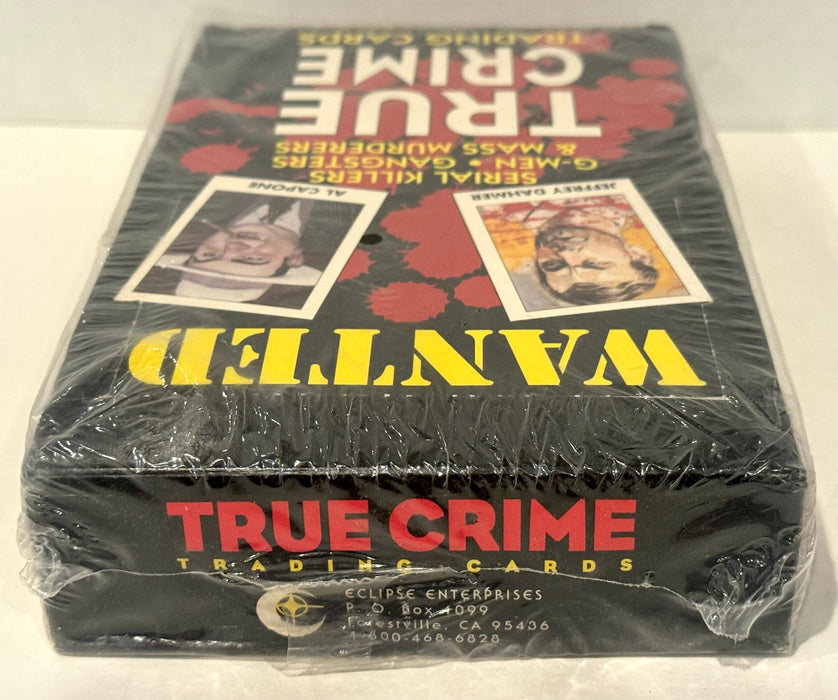 WANTED
JEFFREY DAHMER
AL CAPONE
SERIAL KILLERS
G-MEN • GANGSTERS
& MASS MURDERERS
TRUE
CRIME
TRADING CARDS
TRUE CRIME
TRADING CARDS
ECLIPSE ENTERPRISES
P. O. Box 4099
Forestville, CA 95436
1-800-468-6828